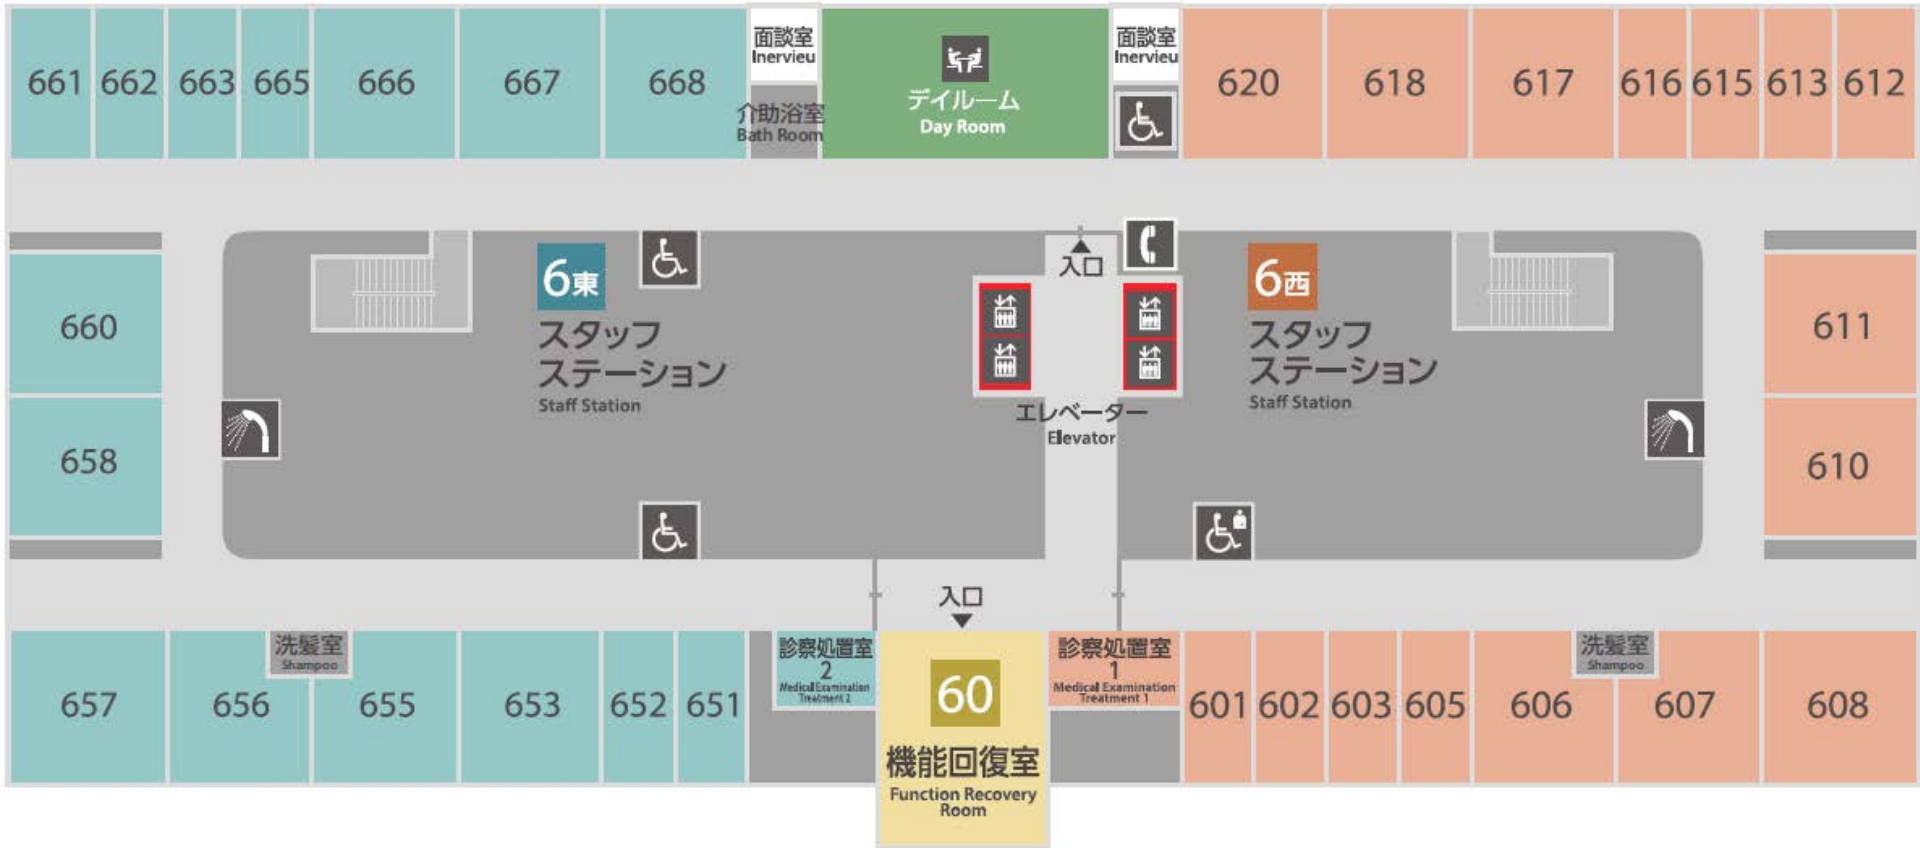 661
662
663
665
666
667
668
面談室
Inervieu
介助浴室
Bath Room
デイルーム
Day Room
面談室
Inervieu
620
618
617
616
615
613
612
660
658
6東
スタッフ
ステーション
Staff Station
入口
エレベーター
Elevator
6西
スタッフ
ステーション
Staff Station
611
610
657
656
洗髪室
Shampoo
655
653
652
651
診察処置室
2
Medical Examination
Treatment 2
入口
60
機能回復室
Function Recovery
Room
診察処置室
1
Medical Examination
Treatment 1
601
602
603
605
606
洗髪室
Shampoo
607
608